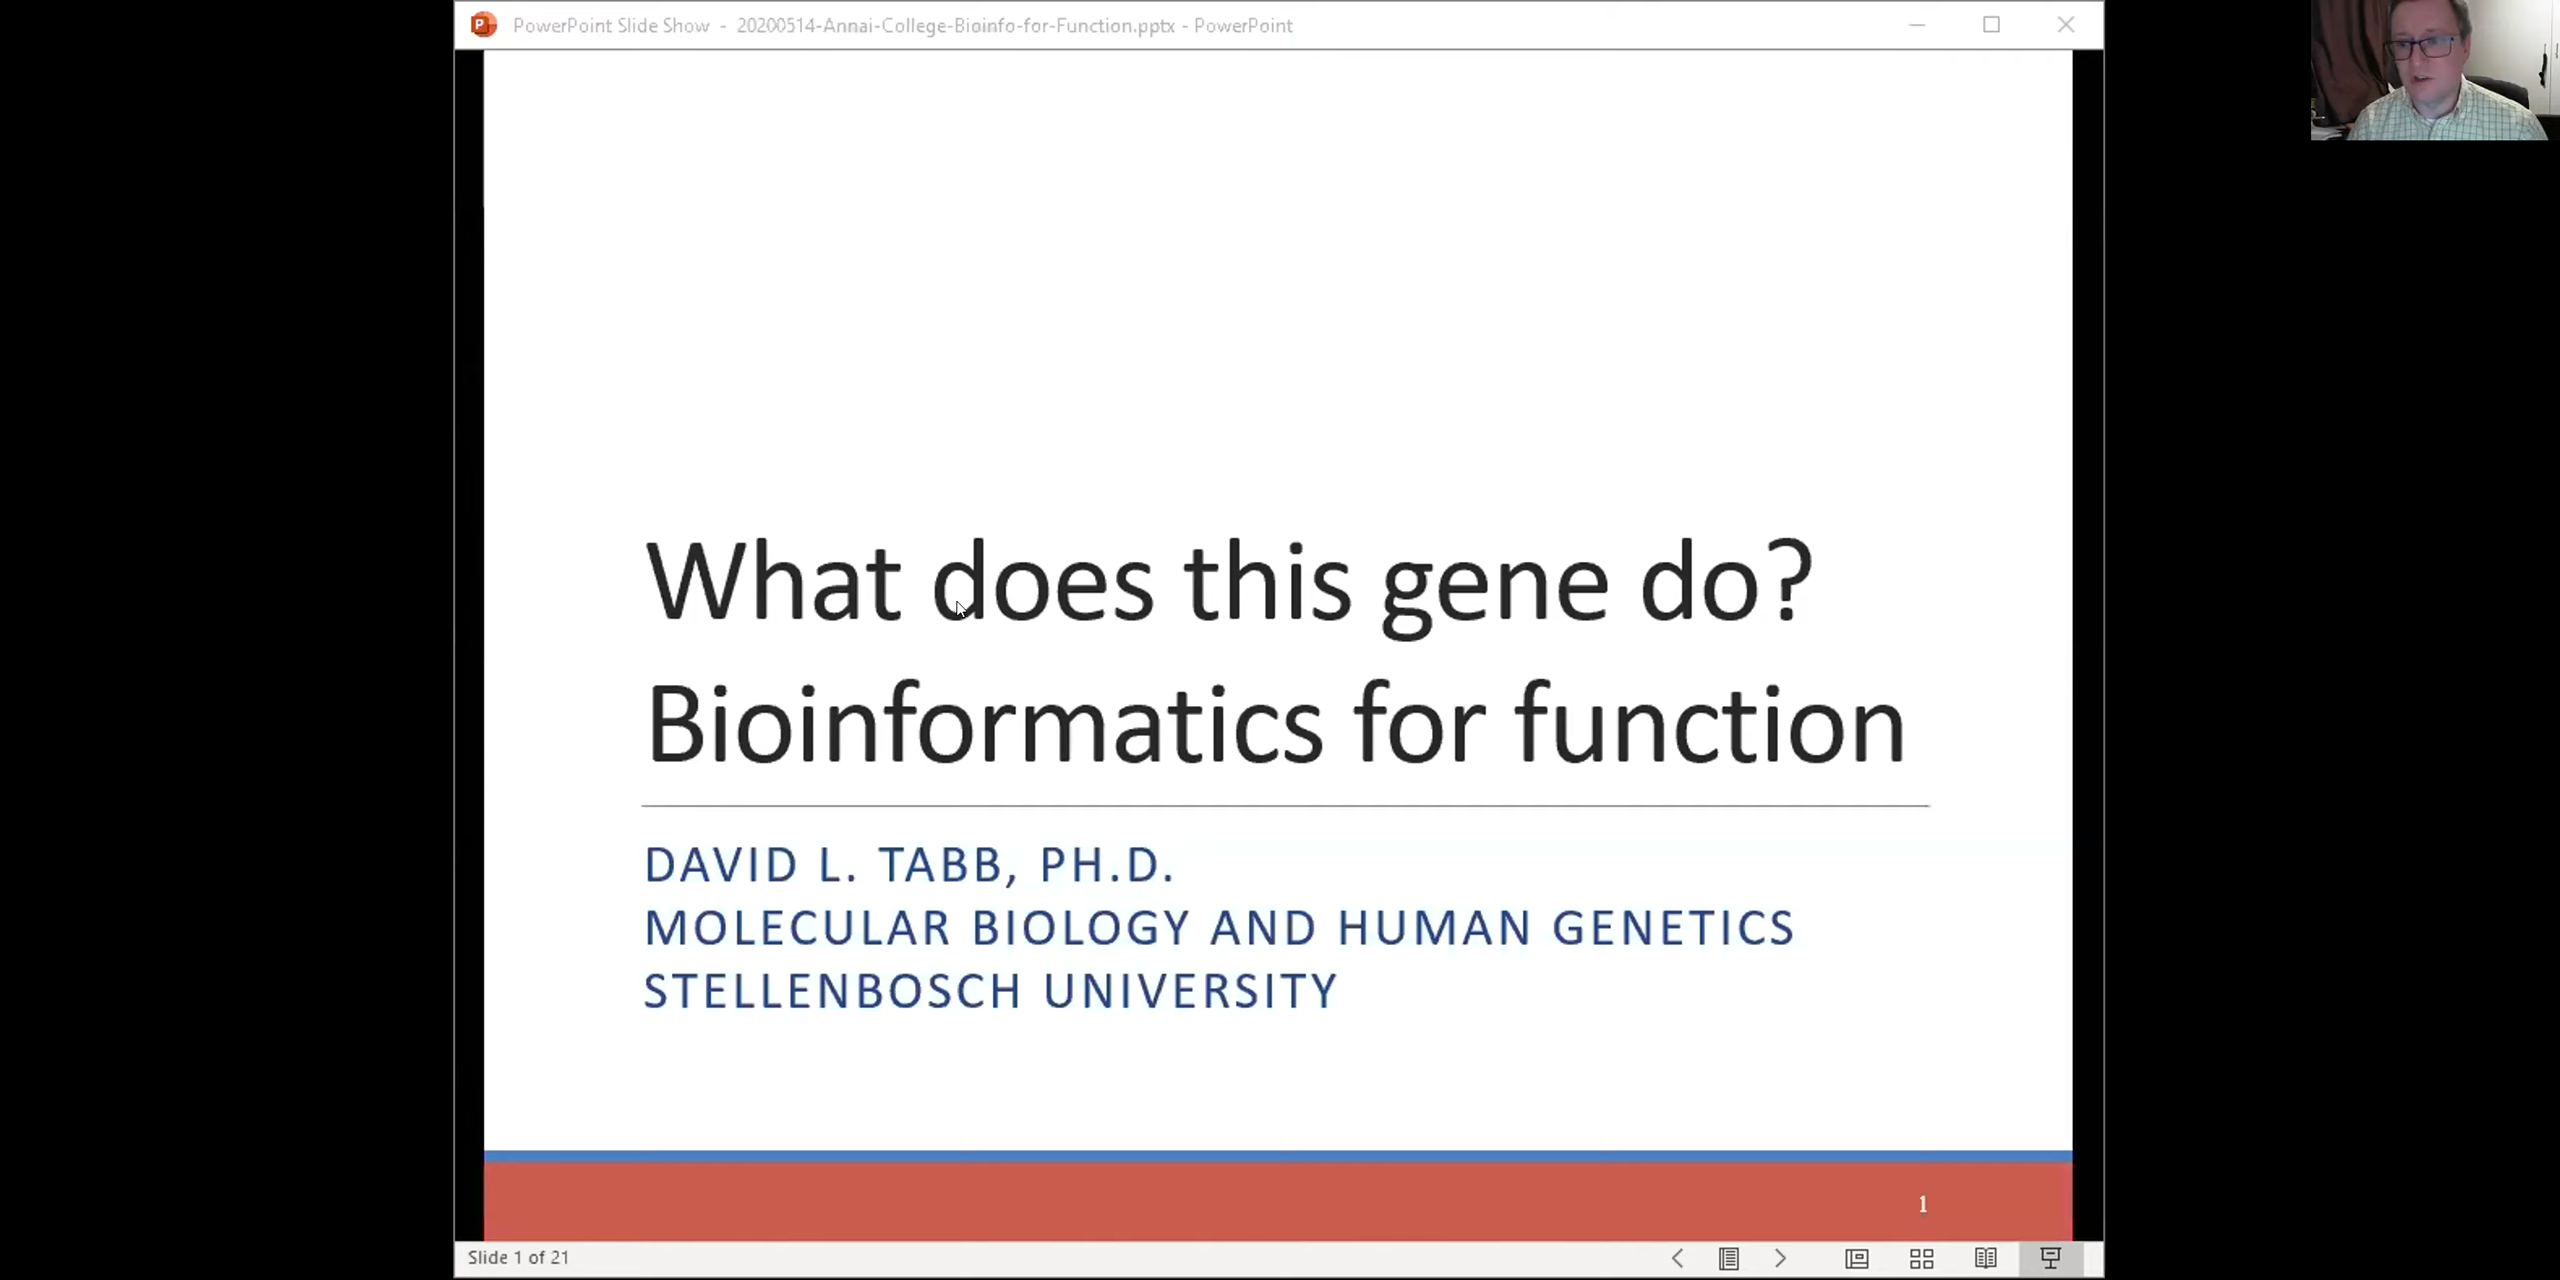 PowerPoint Slide Show - 20200514-Annai-College-Bioinfo-for-Function.pptx - PowerPoint
What does this gene do?
Bioinformatics for function
DAVID L. TABB, PH.D.
MOLECULAR BIOLOGY AND HUMAN GENETICS
STELLENBOSCH UNIVERSITY
1
Slide 1 of 21